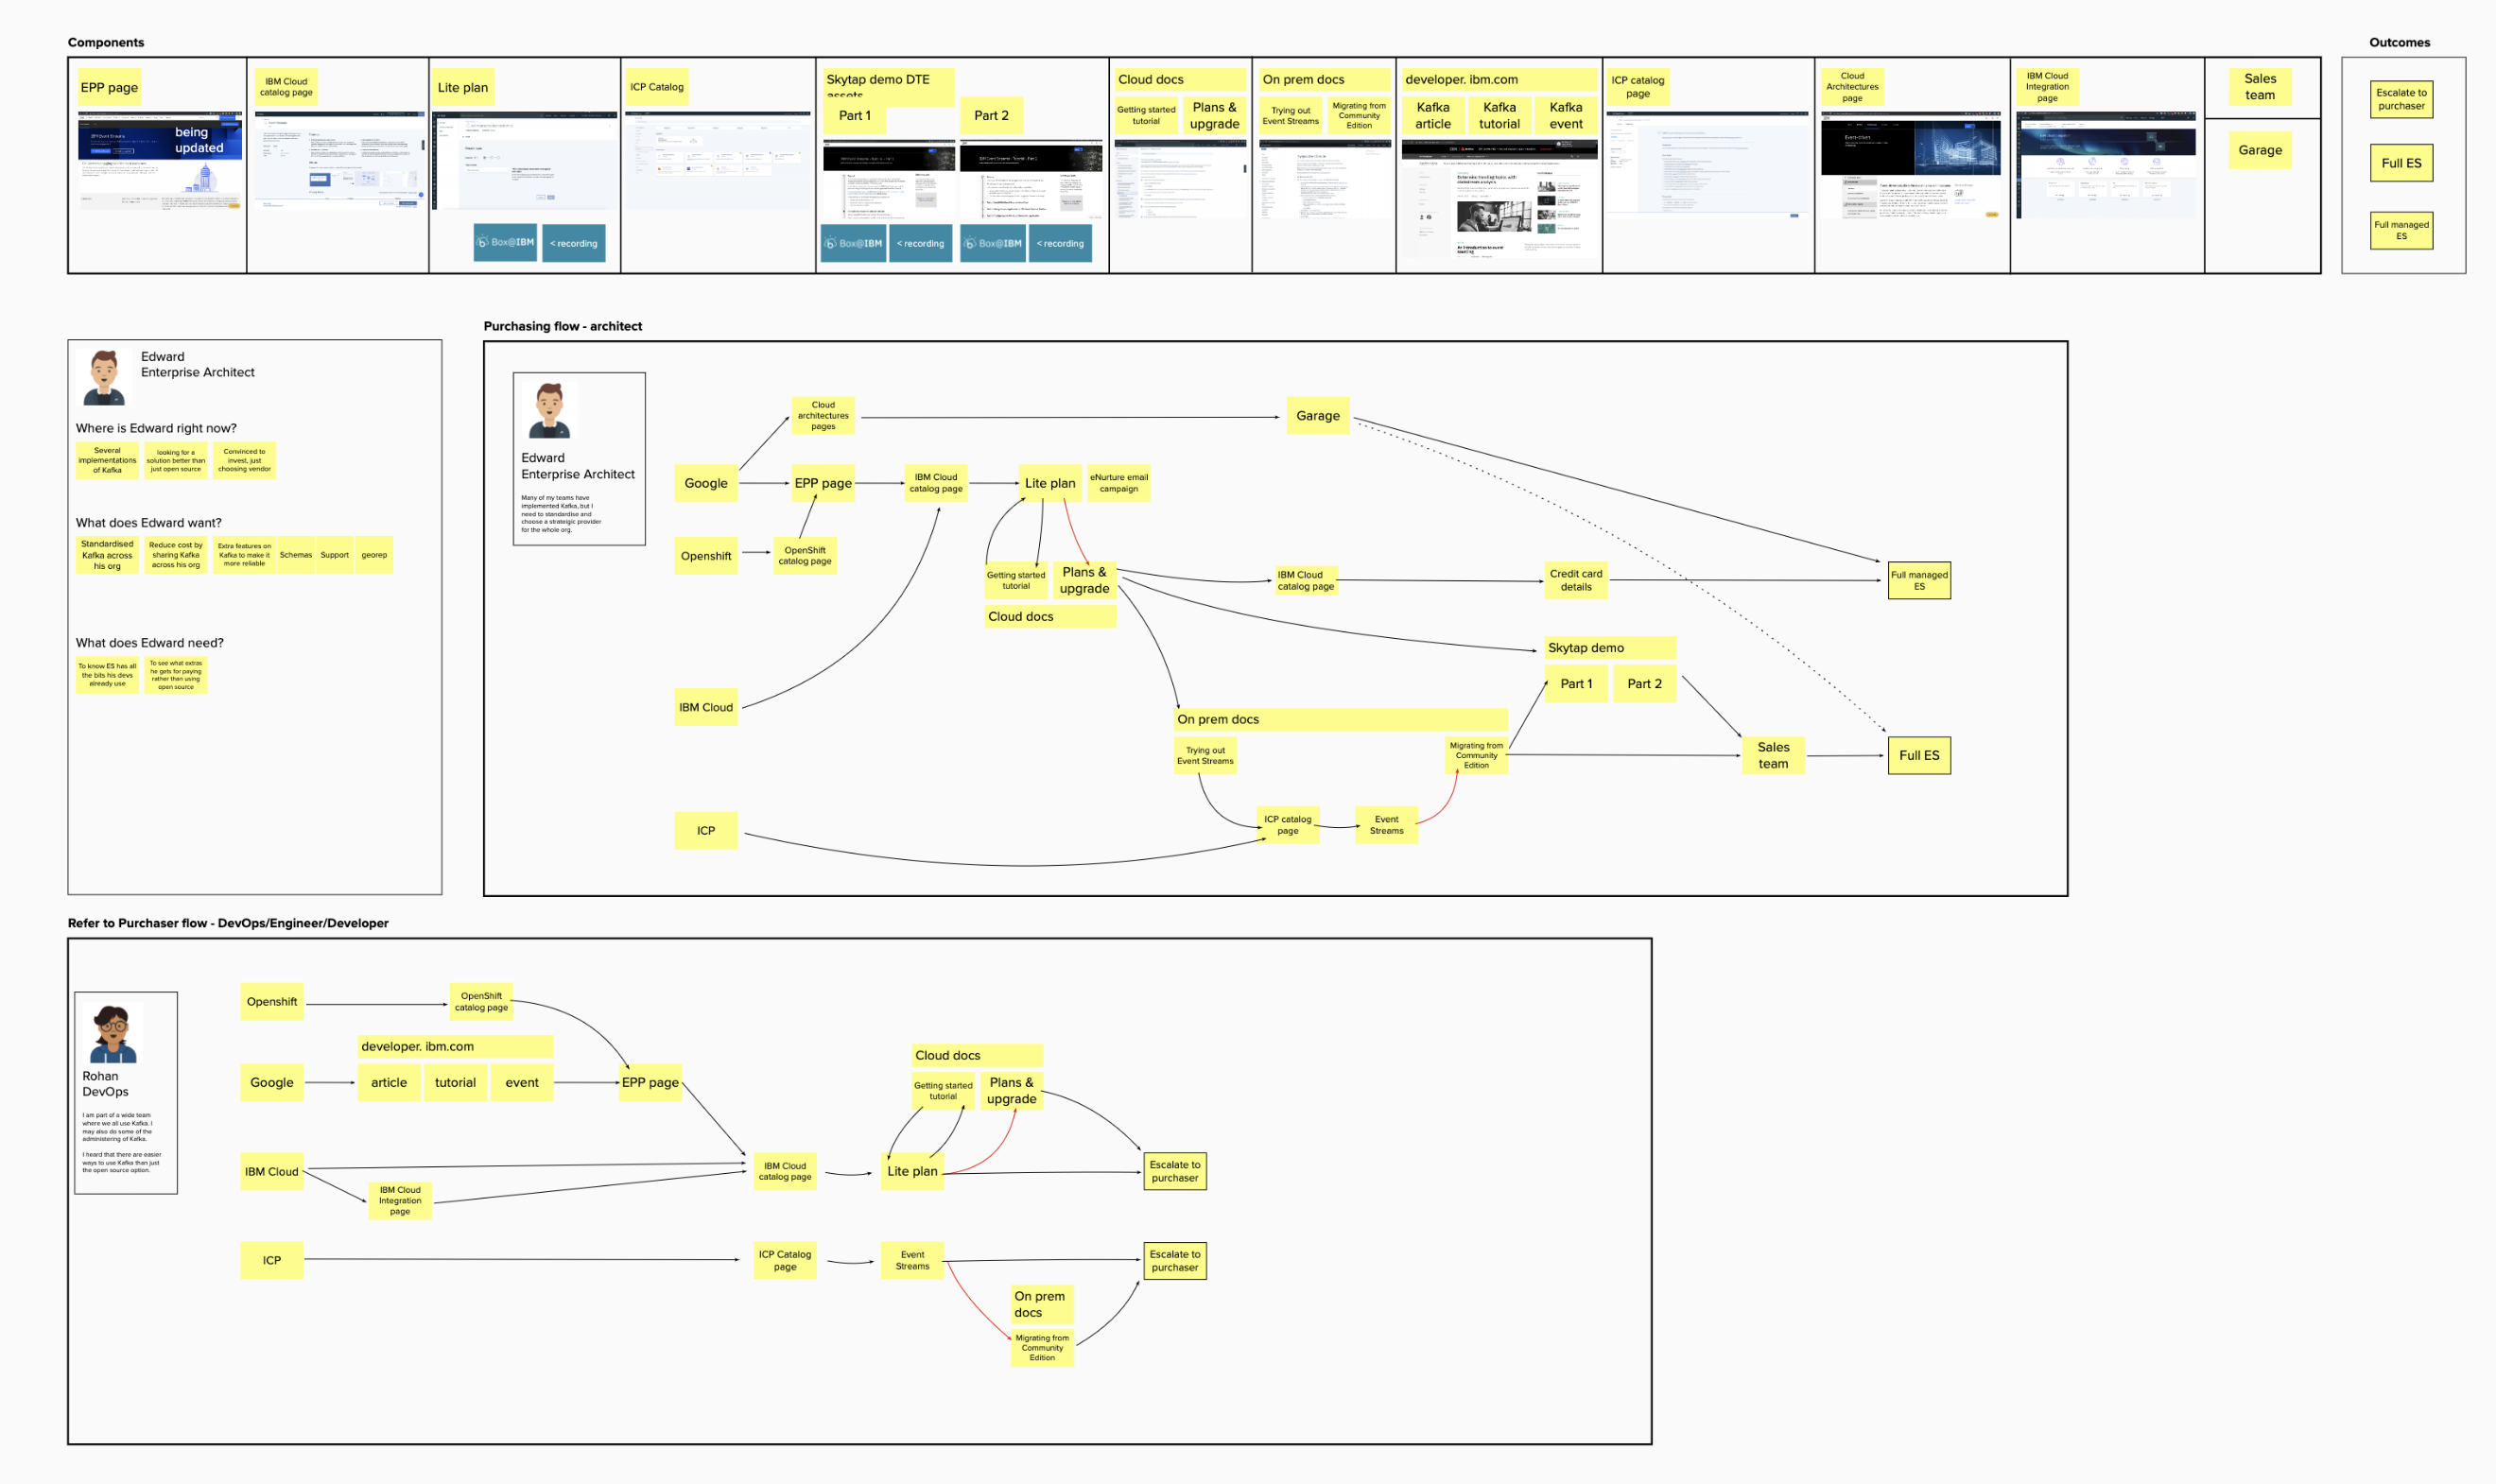 Components
Outcomes
EPP page
IBM Cloud
catalog page
Lite plan
ICP Catalog
Skytap demo DTE
assets
Part 1
Part 2
Cloud docs
Getting started
tutorial
Plans &
upgrade
On prem docs
Trying out
Event Streams
Migrating from
Community
Edition
developer. ibm.com
Kafka
article
Kafka
tutorial
Kafka
event
ICP catalog
page
Cloud
Architectures
page
IBM Cloud
Integration
page
Sales
team
Garage
being
updated
Box@IBM
< recording
Box@IBM
< recording
Box@IBM
< recording
Escalate to
purchaser
Full ES
Full managed
ES
Edward
Enterprise Architect
Where is Edward right now?
Several
implementations
of Kafka
looking for a
solution better than
just open source
Convinced to
invest, just
choosing vendor
What does Edward want?
Standardised
Kafka across
his org
Reduce cost by
sharing Kafka
across his org
Extra features on
Kafka to make it
more reliable
Schemas
Support
georep
What does Edward need?
To know ES has all
the bits his devs
already use
To see what extras
he gets for paying
rather than using
open source
Purchasing flow - architect
Edward
Enterprise Architect
Many of my teams have
implemented Kafka, but I
need to standardise and
choose a strateigic provider
for the whole org.
Cloud
architectures
pages
Garage
Google
EPP page
IBM Cloud
catalog page
Lite plan
eNurture email
campaign
Openshift
OpenShift
catalog page
Getting started
tutorial
Plans &
upgrade
Cloud docs
IBM Cloud
catalog page
Credit card
details
Full managed
ES
Skytap demo
Part 1
Part 2
IBM Cloud
On prem docs
Trying out
Event Streams
Migrating from
Community
Edition
Sales
team
Full ES
ICP
ICP catalog
page
Event
Streams
Refer to Purchaser flow - DevOps/Engineer/Developer
Rohan
DevOps
I am part of a wide team
where we all use Kafka. I
may also do some of the
administering of Kafka.
I heard that there are easier
ways to use Kafka than just
the open source option.
Openshift
OpenShift
catalog page
developer. ibm.com
Google
article
tutorial
event
EPP page
Cloud docs
Getting started
tutorial
Plans &
upgrade
IBM Cloud
IBM Cloud
Integration
page
IBM Cloud
catalog page
Lite plan
Escalate to
purchaser
ICP
ICP Catalog
page
Event
Streams
Escalate to
purchaser
On prem
docs
Migrating from
Community
Edition